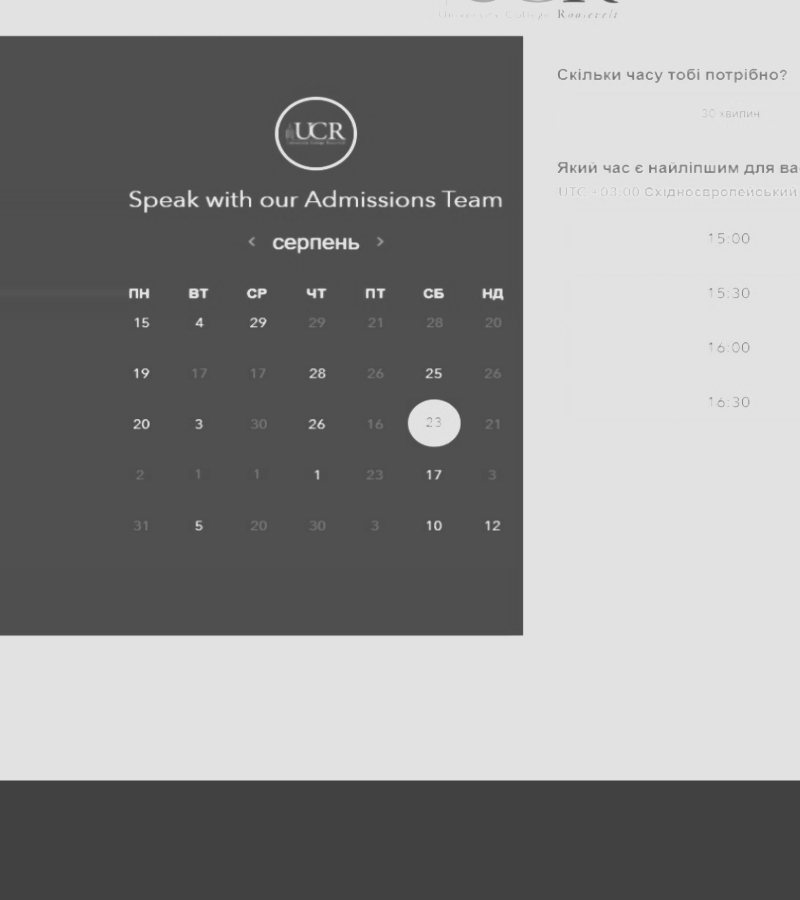 University College Roosevelt
UCR
Speak with our Admissions Team
‹ серпень ›
ПН ВТ СР ЧТ ПТ СБ НД
15 4 29 29 21 28 20
19 17 17 28 26 25 26
20 3 30 26 16 23 21
2 1 1 1 23 17 3
31 5 20 30 3 10 12
Скільки часу тобі потрібно?
30 хвилин
Який час є найліпшим для ва
UTC +03:00 Східноєвропейський
15:00
15:30
16:00
16:30